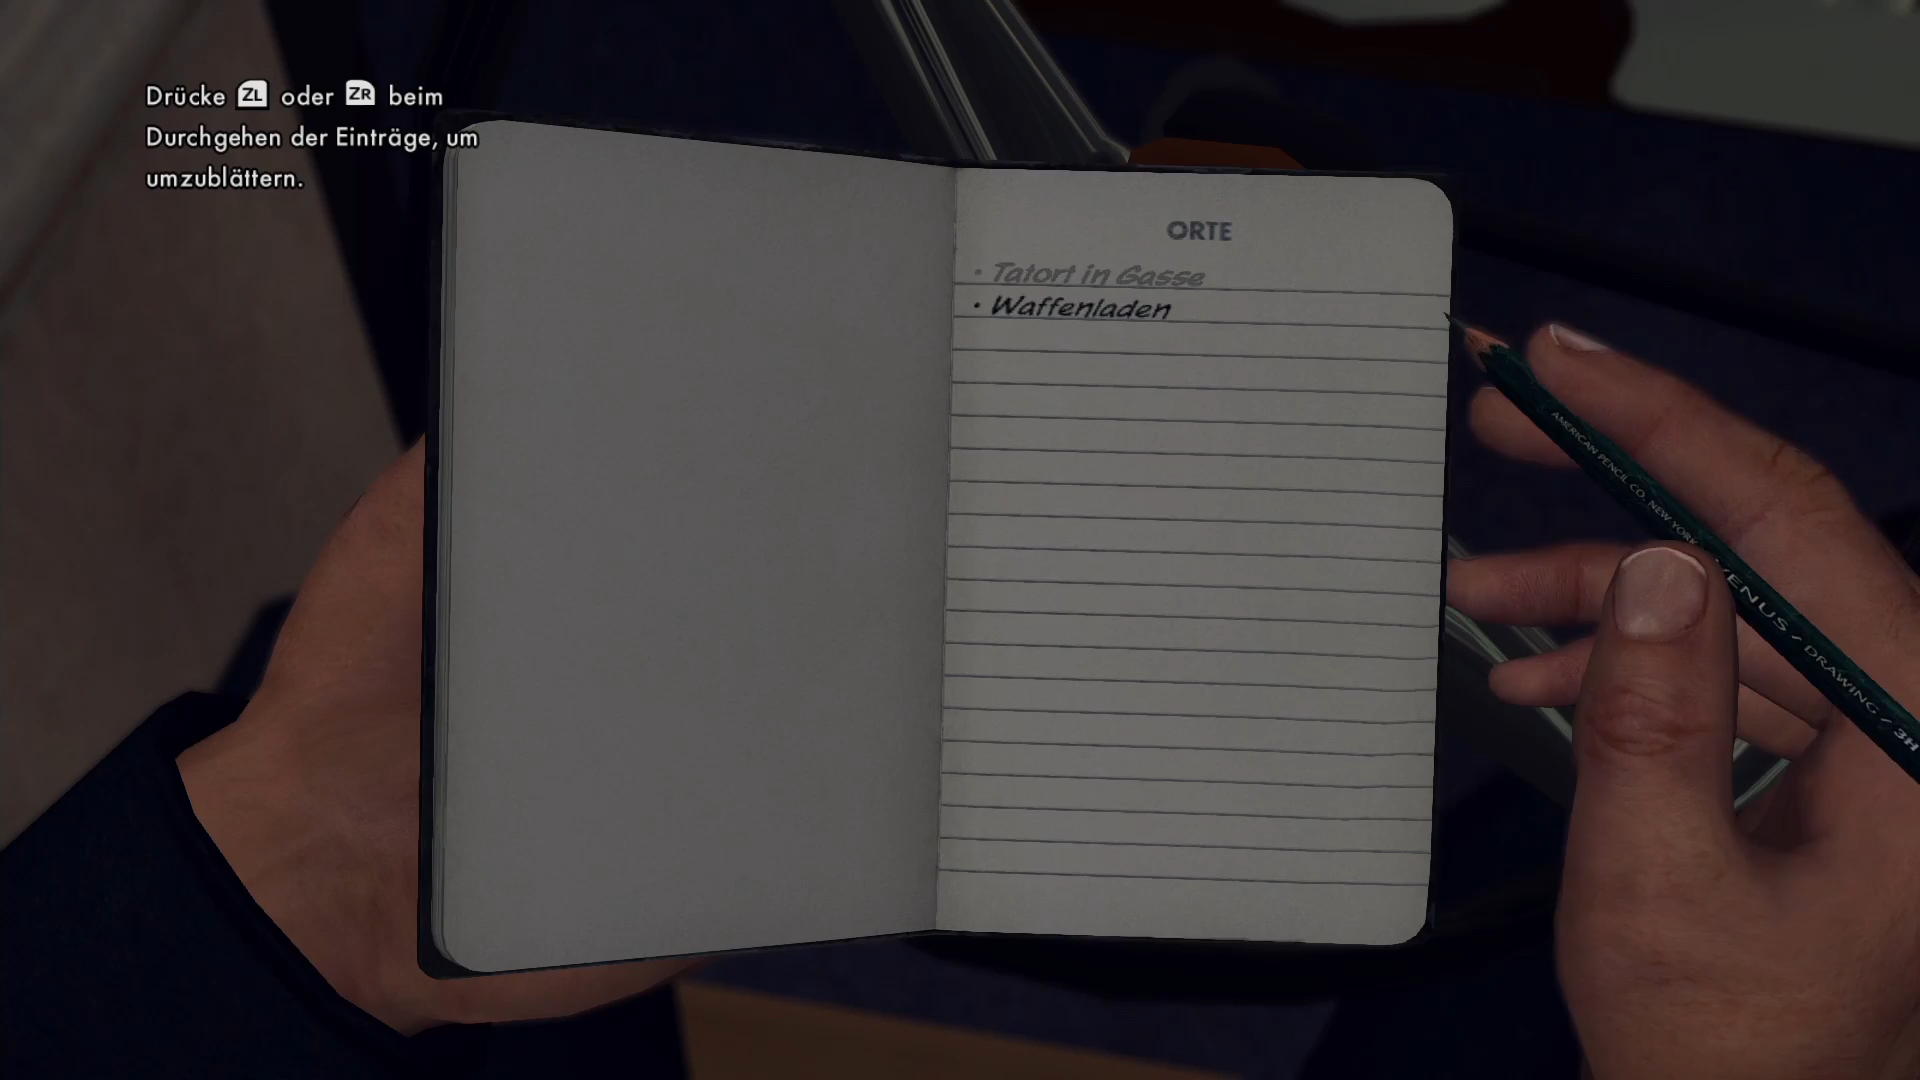 Drücke ZL oder ZR beim
Durchgehen der Einträge, um
umzublättern.
ORTE
• Tatort in Gasse
• Waffenladen
AMERICAN PENCIL CO. NEW YORK VENUS / DRAWING / 3H